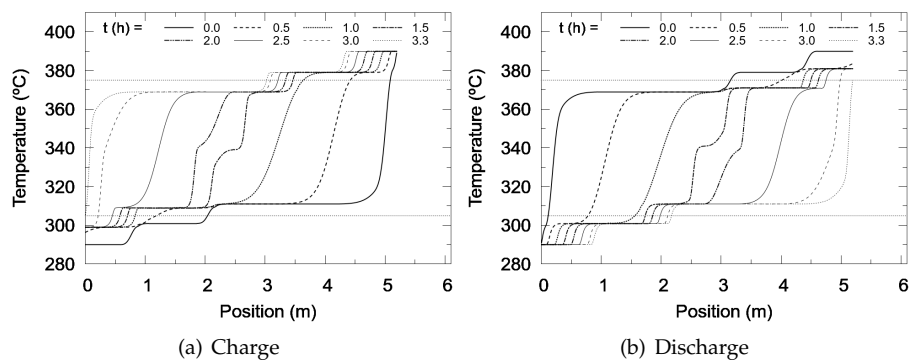 t (h) = 0.0 0.5 1.0 1.5
2.0 2.5 3.0 3.3
400
380
360
340
320
300
280
Temperature (ºC)
0 1 2 3 4 5 6
Position (m)
(a) Charge
t (h) = 0.0 0.5 1.0 1.5
2.0 2.5 3.0 3.3
400
380
360
340
320
300
280
Temperature (ºC)
0 1 2 3 4 5 6
Position (m)
(b) Discharge